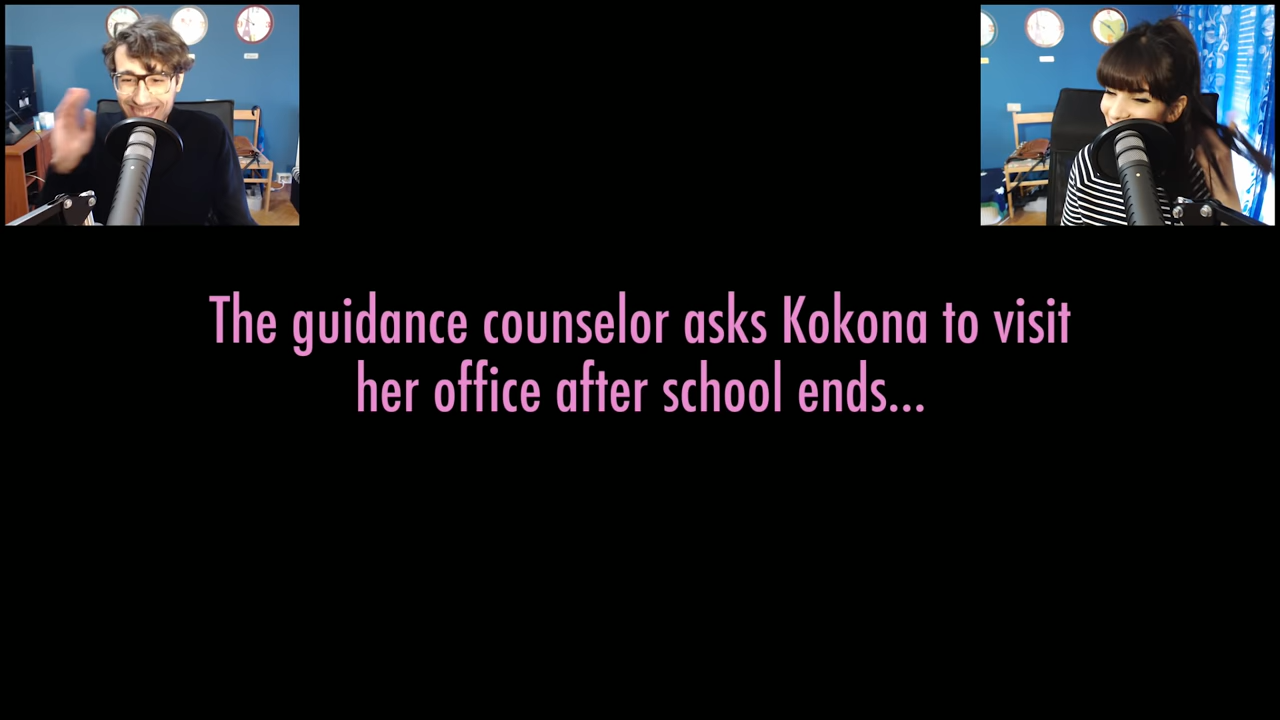 The guidance counselor asks Kokona to visit
her office after school ends...